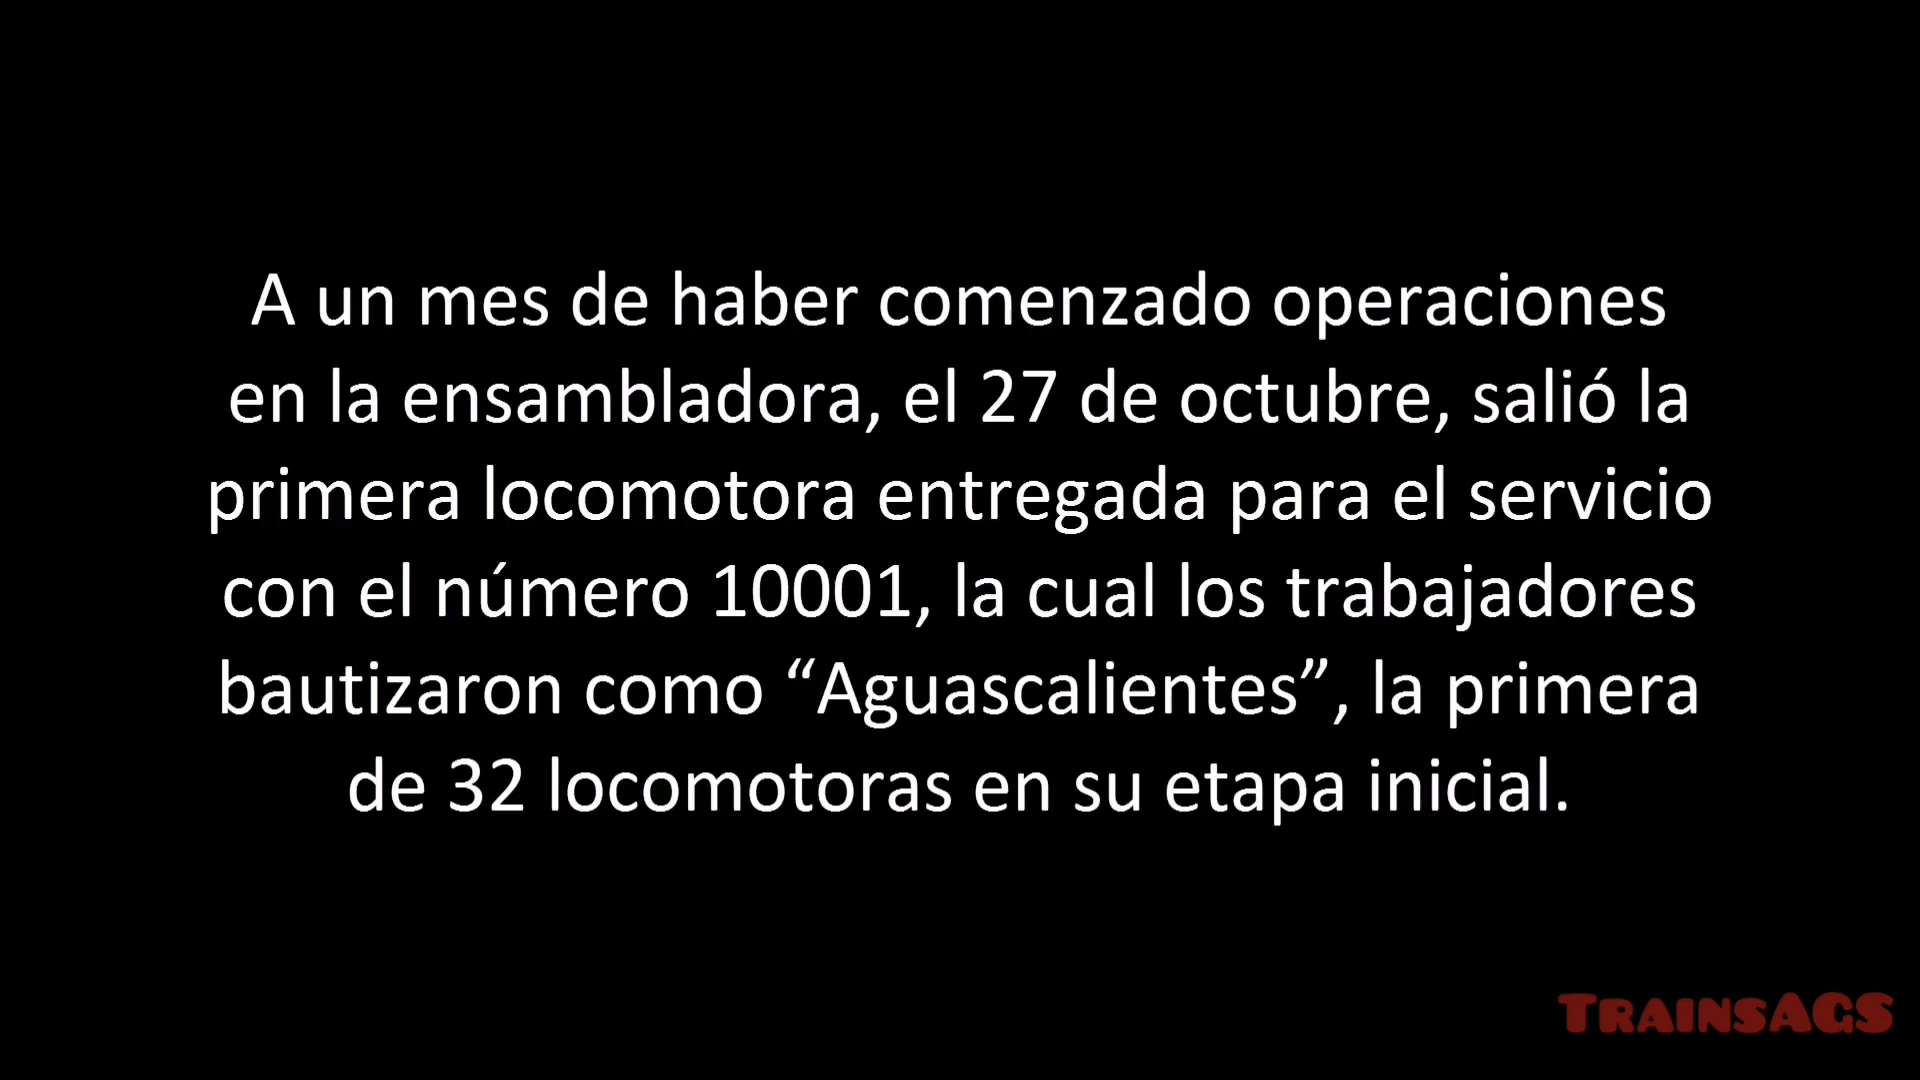 A un mes de haber comenzado operaciones
en la ensambladora, el 27 de octubre, salió la
primera locomotora entregada para el servicio
con el número 10001, la cual los trabajadores
bautizaron como “Aguascalientes”, la primera
de 32 locomotoras en su etapa inicial.
TrainsAGS